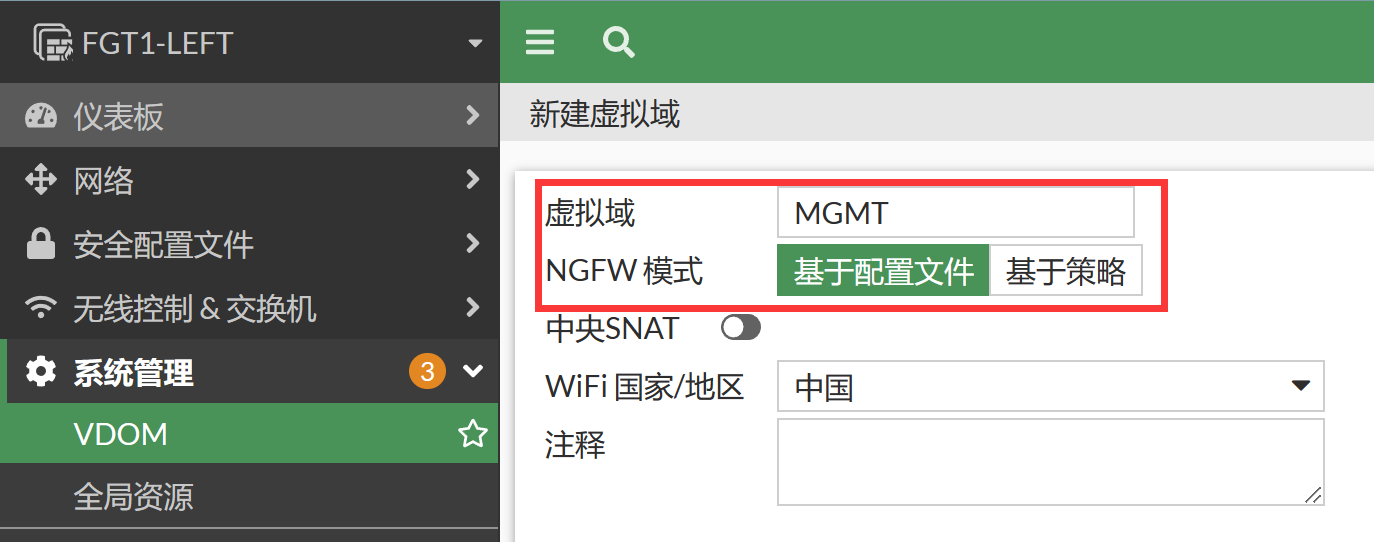 FGT1-LEFT
仪表板
网络
安全配置文件
无线控制 & 交换机
系统管理 3
VDOM
全局资源
新建虚拟域
虚拟域 MGMT
NGFW 模式 基于配置文件 基于策略
中央SNAT
WiFi 国家/地区 中国
注释